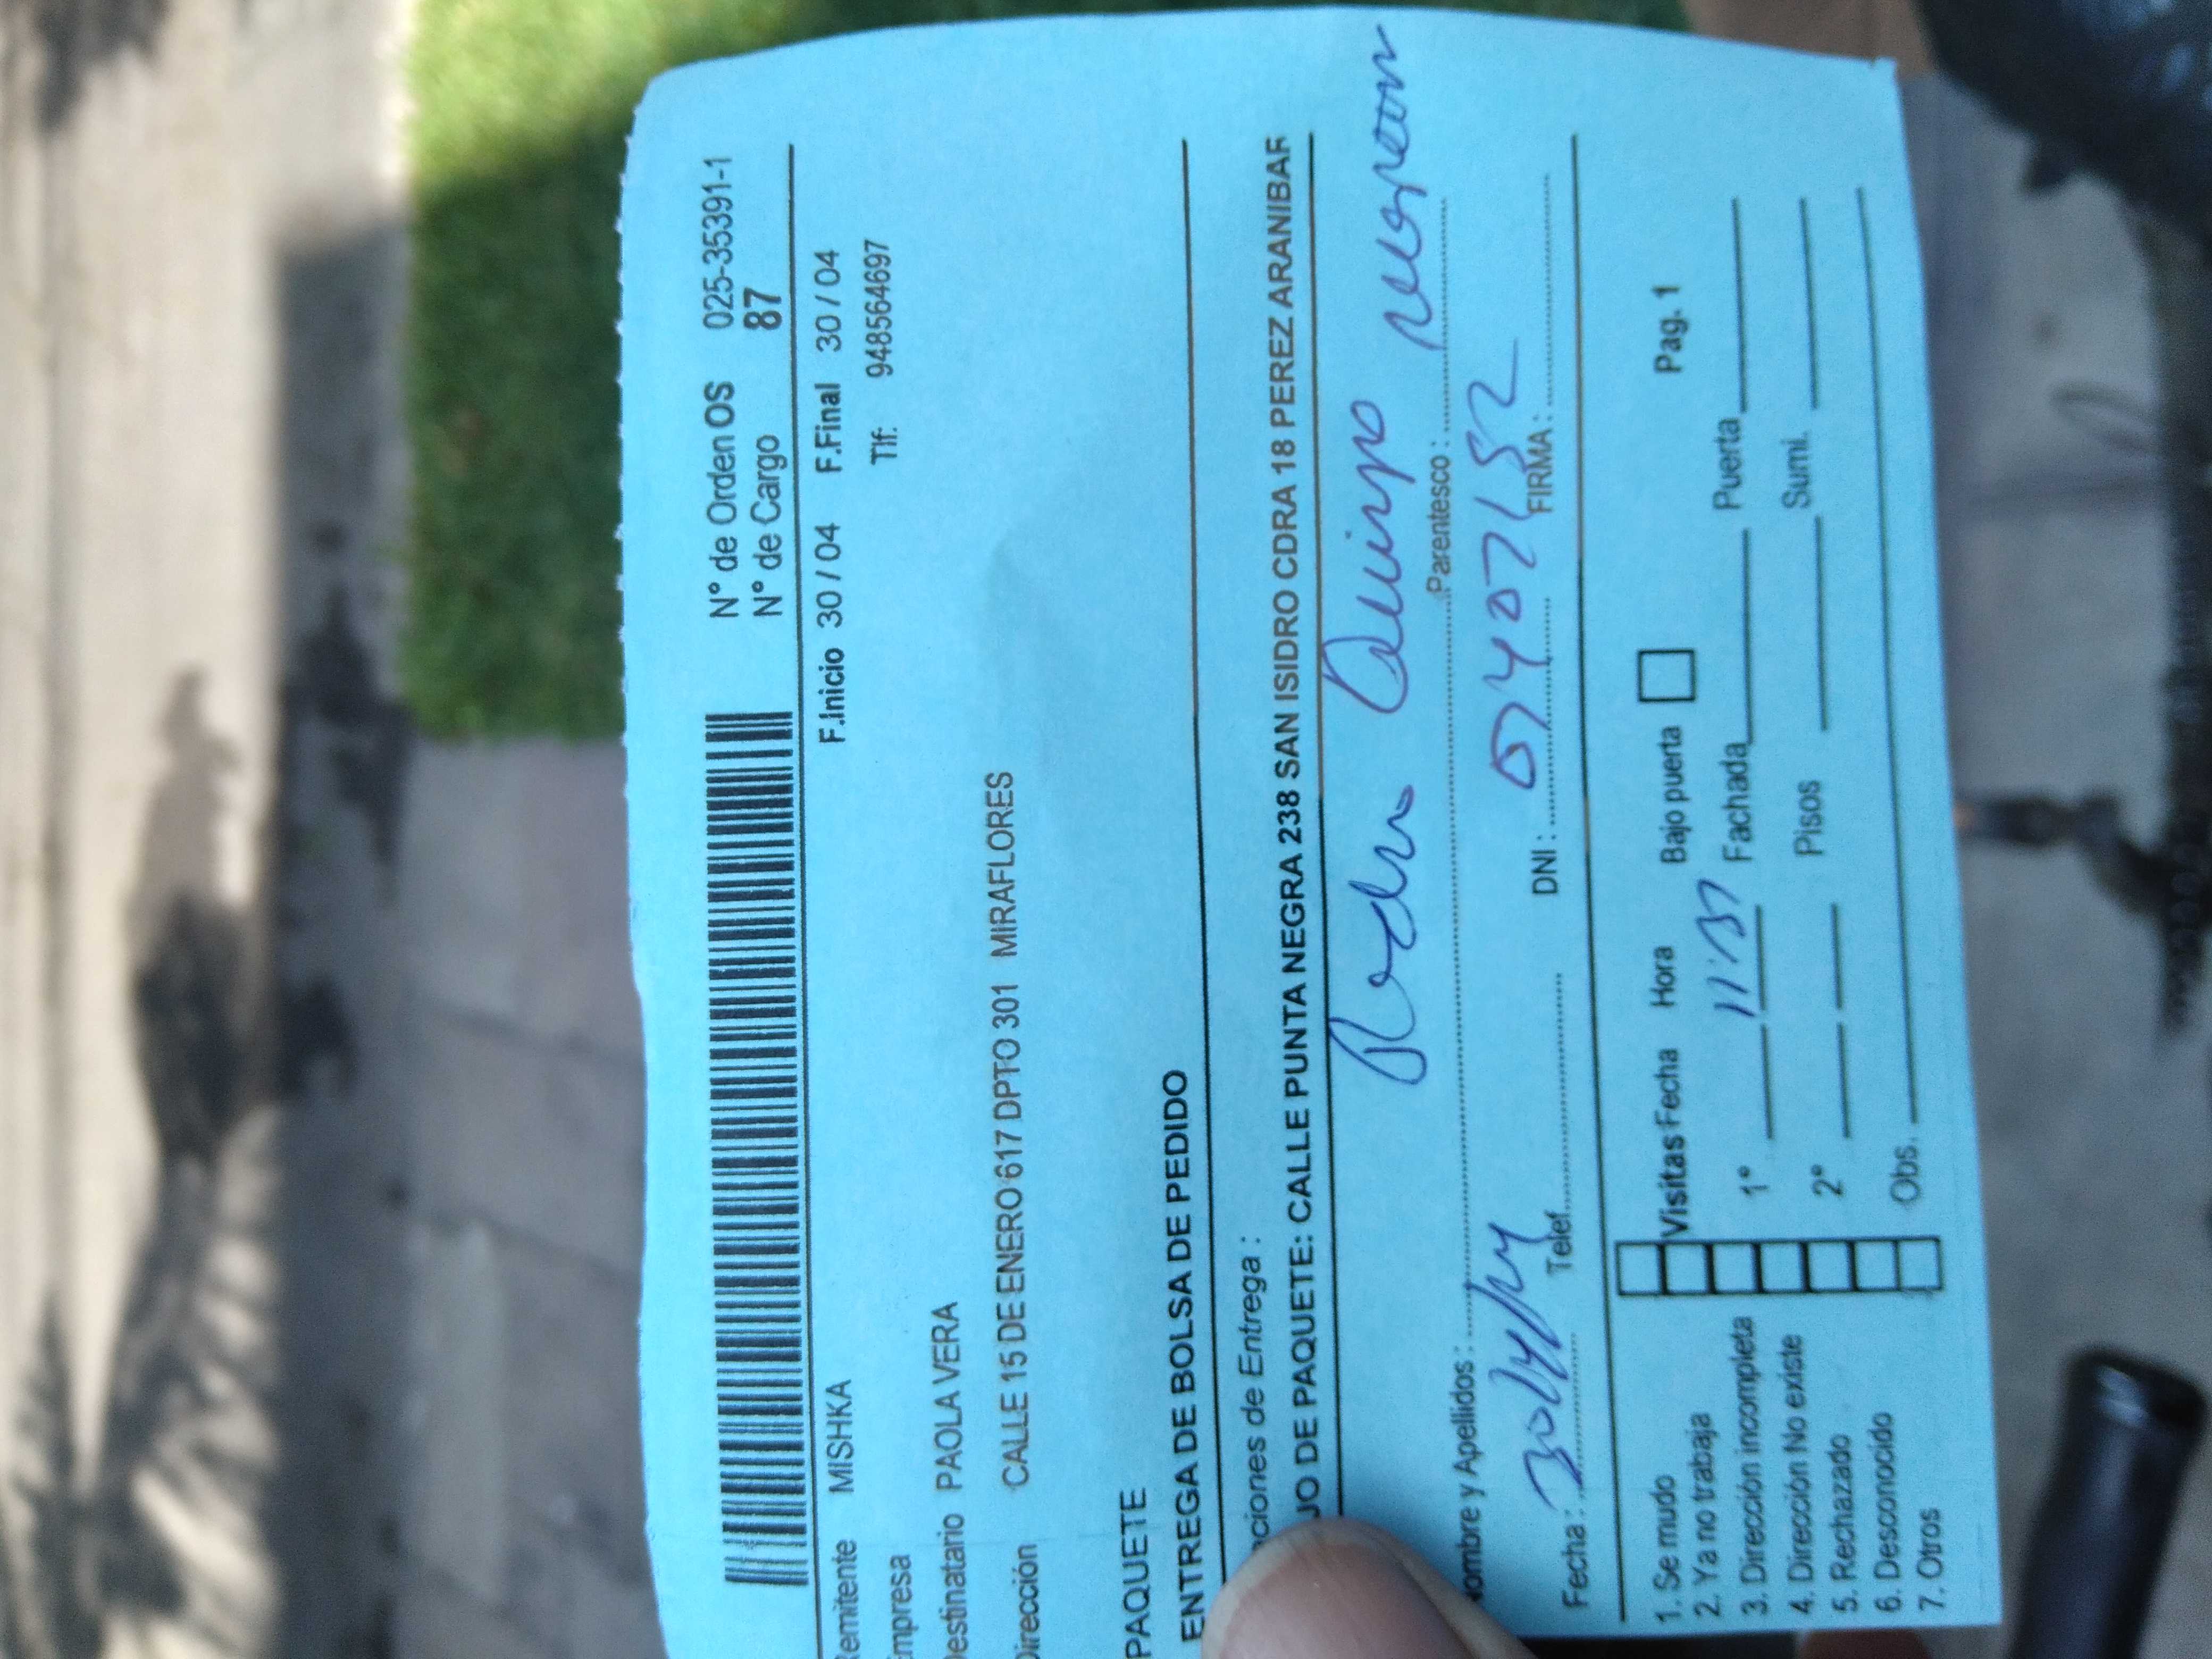 N° de Orden OS 025-35391-1
N° de Cargo 87
Remitente MISHKA F.Inicio 30 / 04 F.Final 30 / 04
mpresa Tlf: 948564697
Destinatario PAOLA VERA
Dirección CALLE 15 DE ENERO 617 DPTO 301 MIRAFLORES
PAQUETE
ENTREGA DE BOLSA DE PEDIDO
ciones de Entrega :
JO DE PAQUETE: CALLE PUNTA NEGRA 238 SAN ISIDRO CDRA 18 PEREZ ARANIBAR
Pedro Quispe
ombre y Apellidos : Parentesco :
Fecha : Telef. DNI : FIRMA :
1. Se mudo Visitas Fecha Hora Bajo puerta Pag. 1
2. Ya no trabaja
3. Dirección incompleta 1° Fachada Puerta
4. Dirección No existe
5. Rechazado 2° Pisos Sumi.
6. Desconocido
7. Otros Obs.